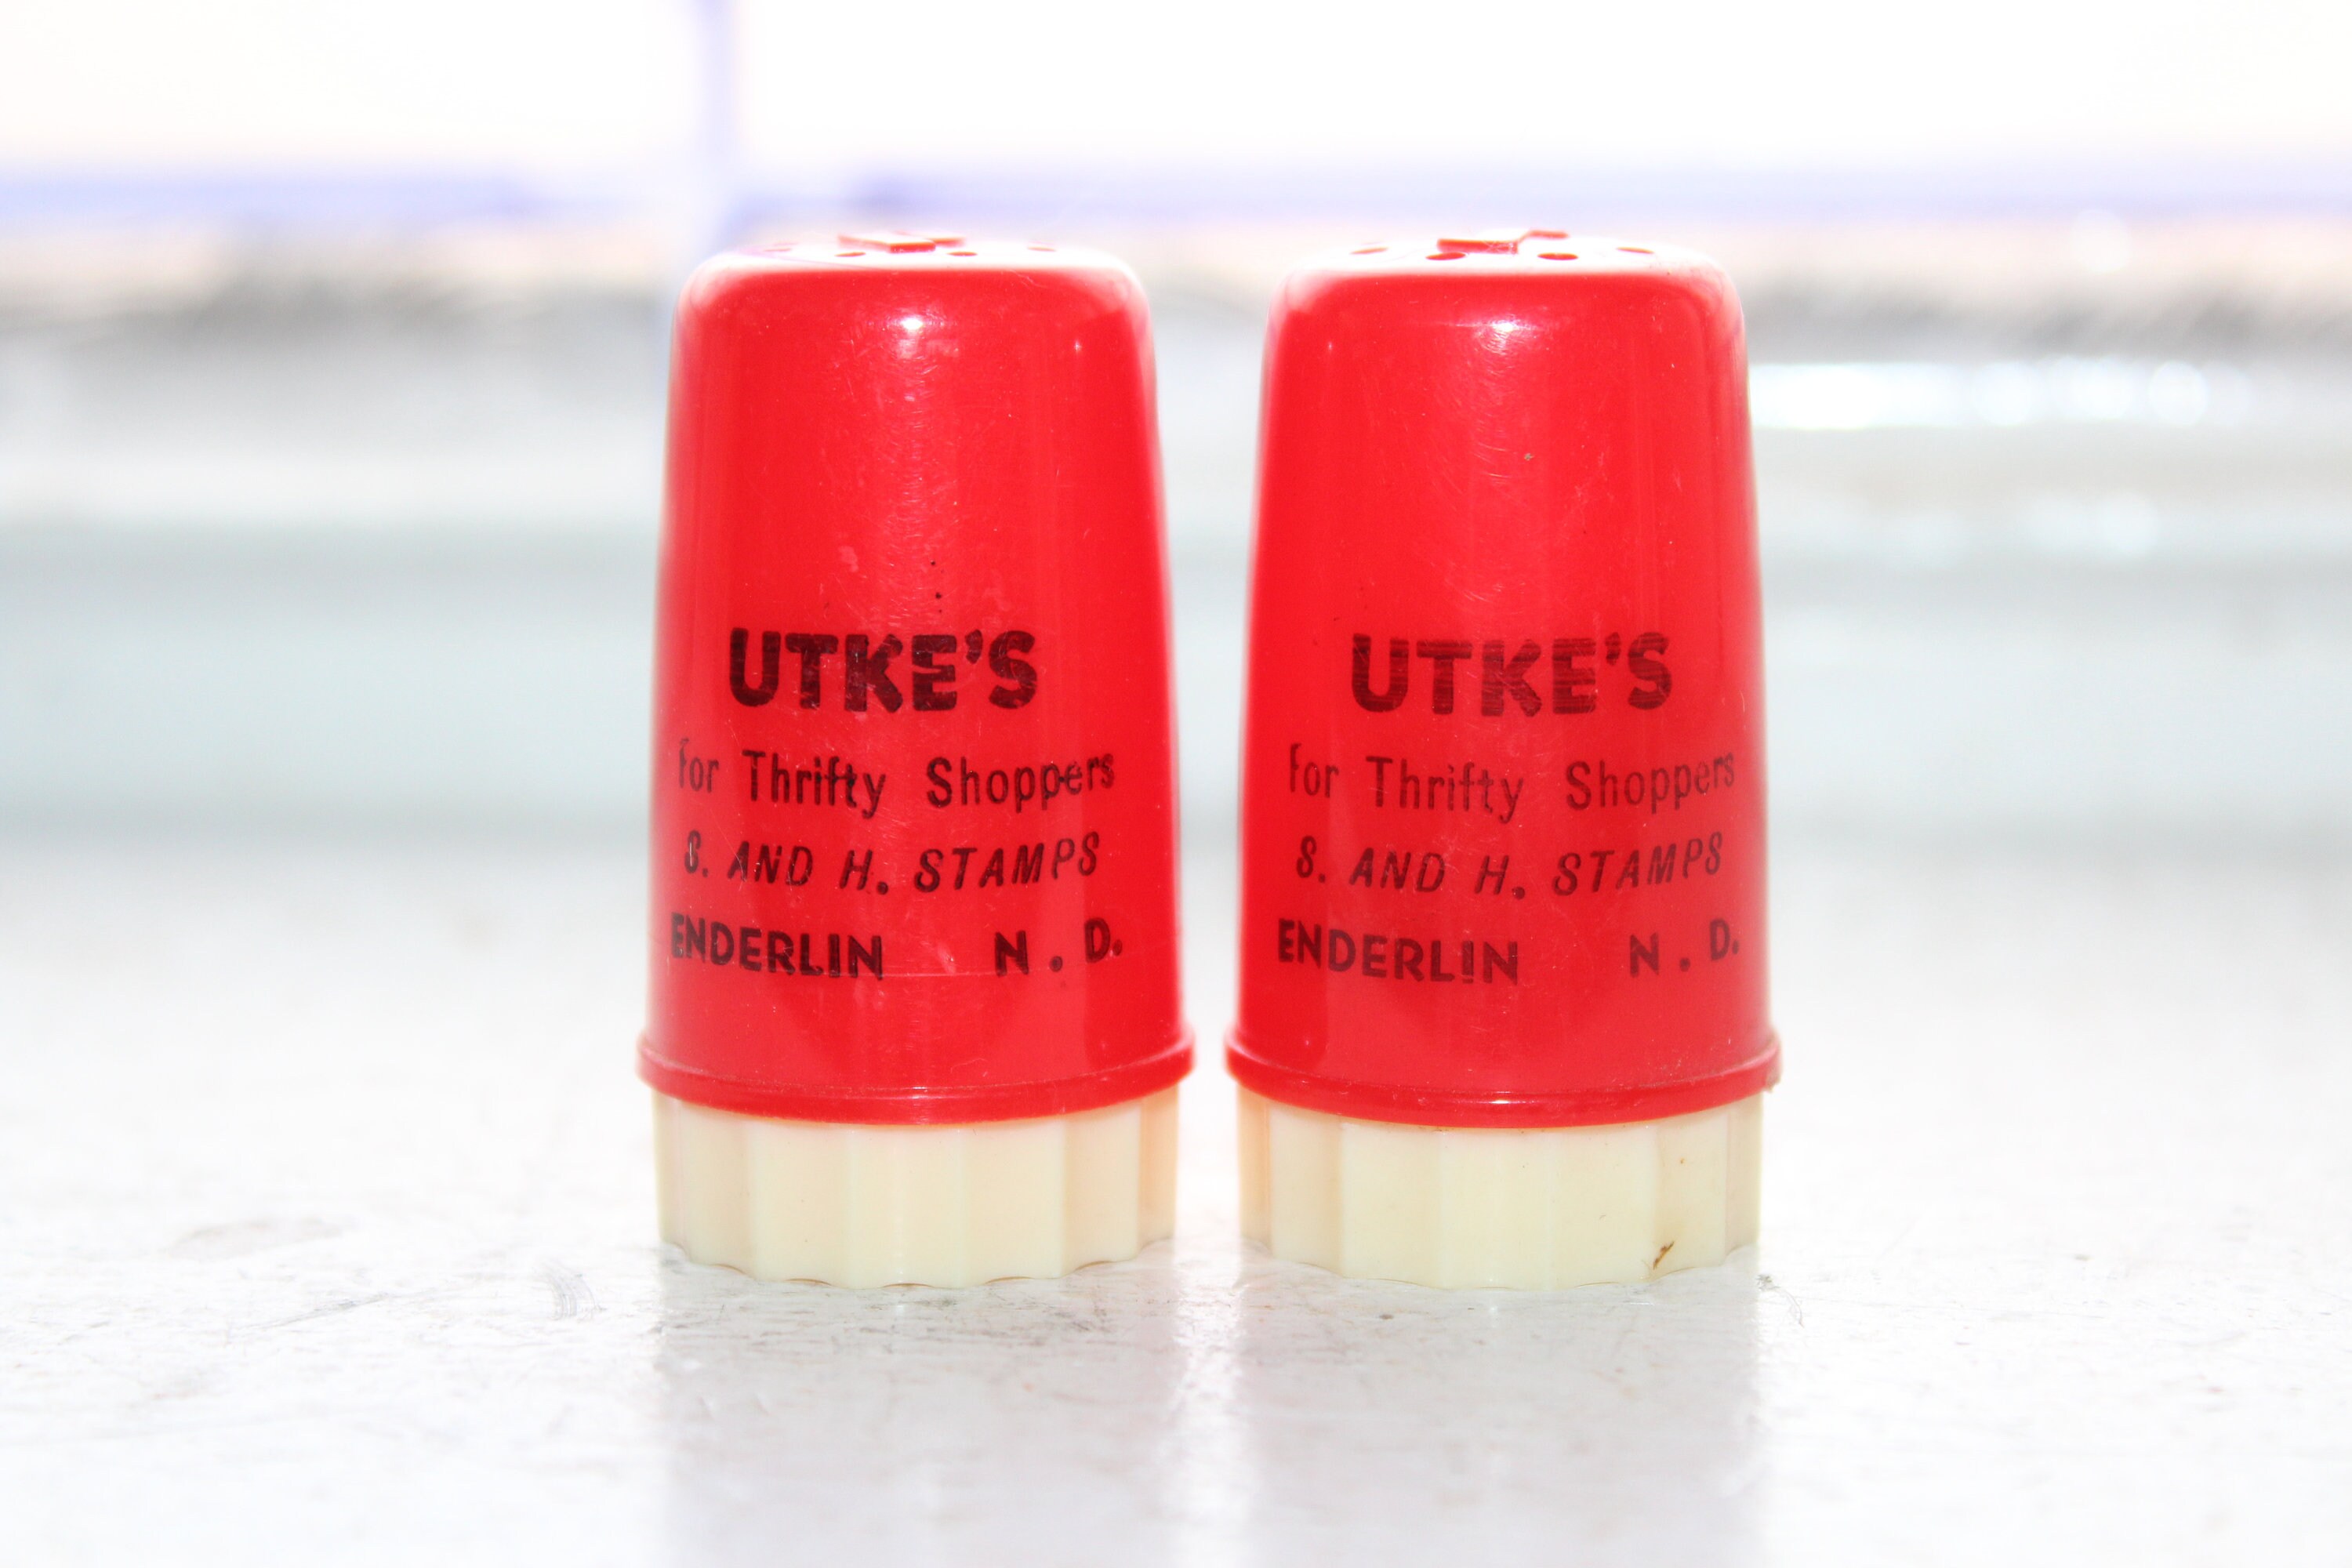 UTKE'S
For Thrifty Shoppers
S. AND H. STAMPS
ENDERLIN N. D.
UTKE'S
For Thrifty Shoppers
S. AND H. STAMPS
ENDERLIN N. D.